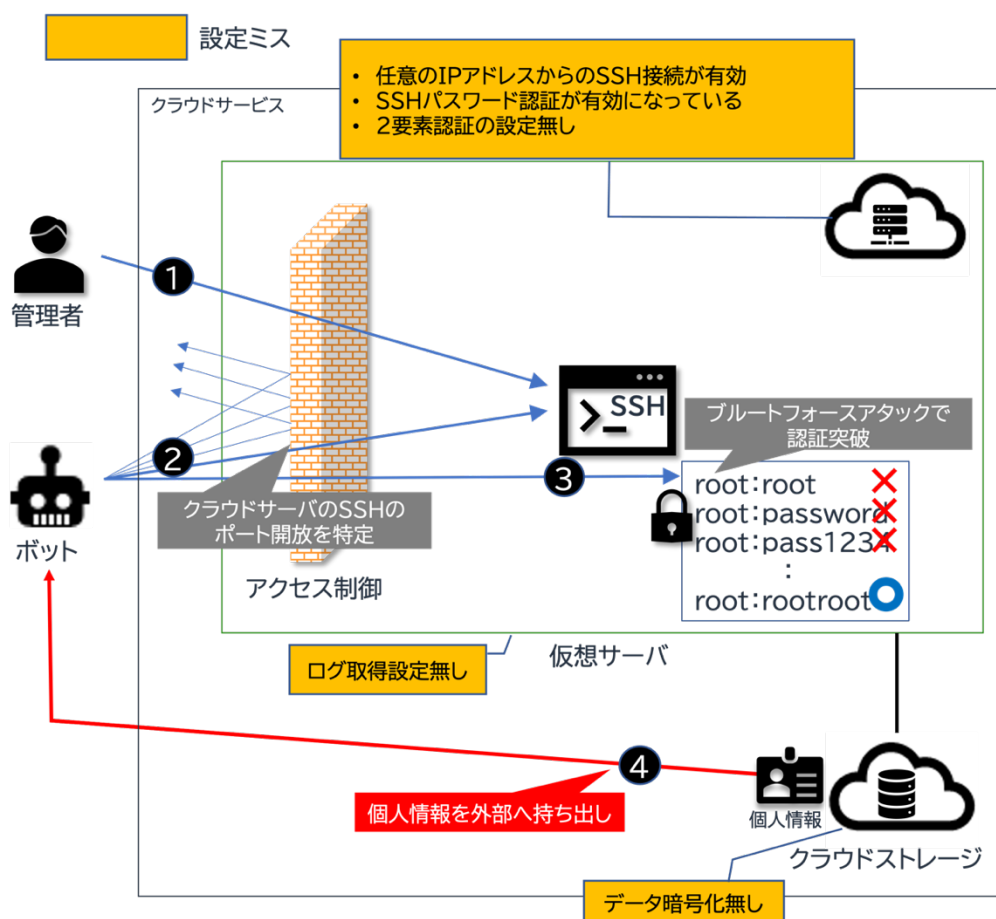 設定ミス
• 任意のIPアドレスからのSSH接続が有効
• SSHパスワード認証が有効になっている
• 2要素認証の設定無し
クラウドサービス
管理者
1
SSH
ブルートフォースアタックで
認証突破
2
3
root:root
root:password
root:pass1234
:
root:rootroot
クラウドサーバのSSHの
ポート開放を特定
ボット
アクセス制御
仮想サーバ
ログ取得設定無し
4
個人情報を外部へ持ち出し
個人情報
クラウドストレージ
データ暗号化無し